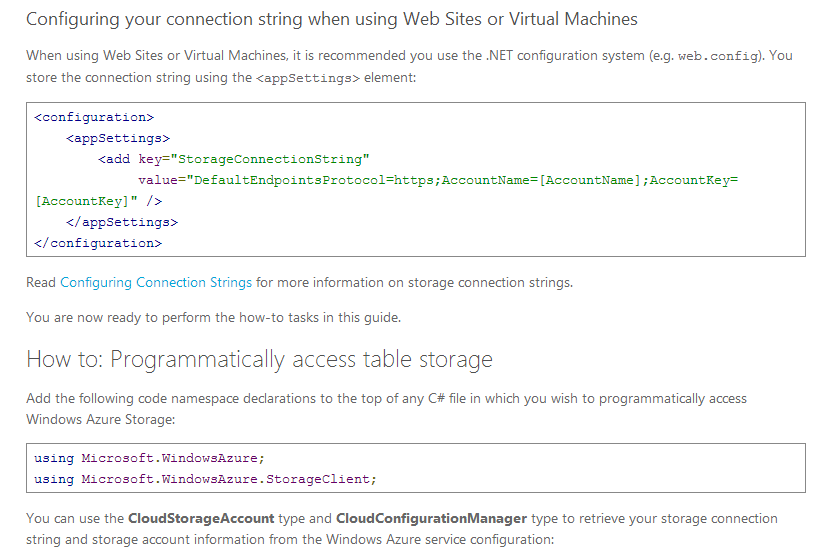 Configuring your connection string when using Web Sites or Virtual Machines
When using Web Sites or Virtual Machines, it is recommended you use the .NET configuration system (e.g. web.config). You
store the connection string using the <appSettings> element:
<configuration>
    <appSettings>
        <add key="StorageConnectionString"
             value="DefaultEndpointsProtocol=https;AccountName=[AccountName];AccountKey=
[AccountKey]" />
    </appSettings>
</configuration>
Read Configuring Connection Strings for more information on storage connection strings.
You are now ready to perform the how-to tasks in this guide.
How to: Programmatically access table storage
Add the following code namespace declarations to the top of any C# file in which you wish to programmatically access
Windows Azure Storage:
using Microsoft.WindowsAzure;
using Microsoft.WindowsAzure.StorageClient;
You can use the CloudStorageAccount type and CloudConfigurationManager type to retrieve your storage connection
string and storage account information from the Windows Azure service configuration: